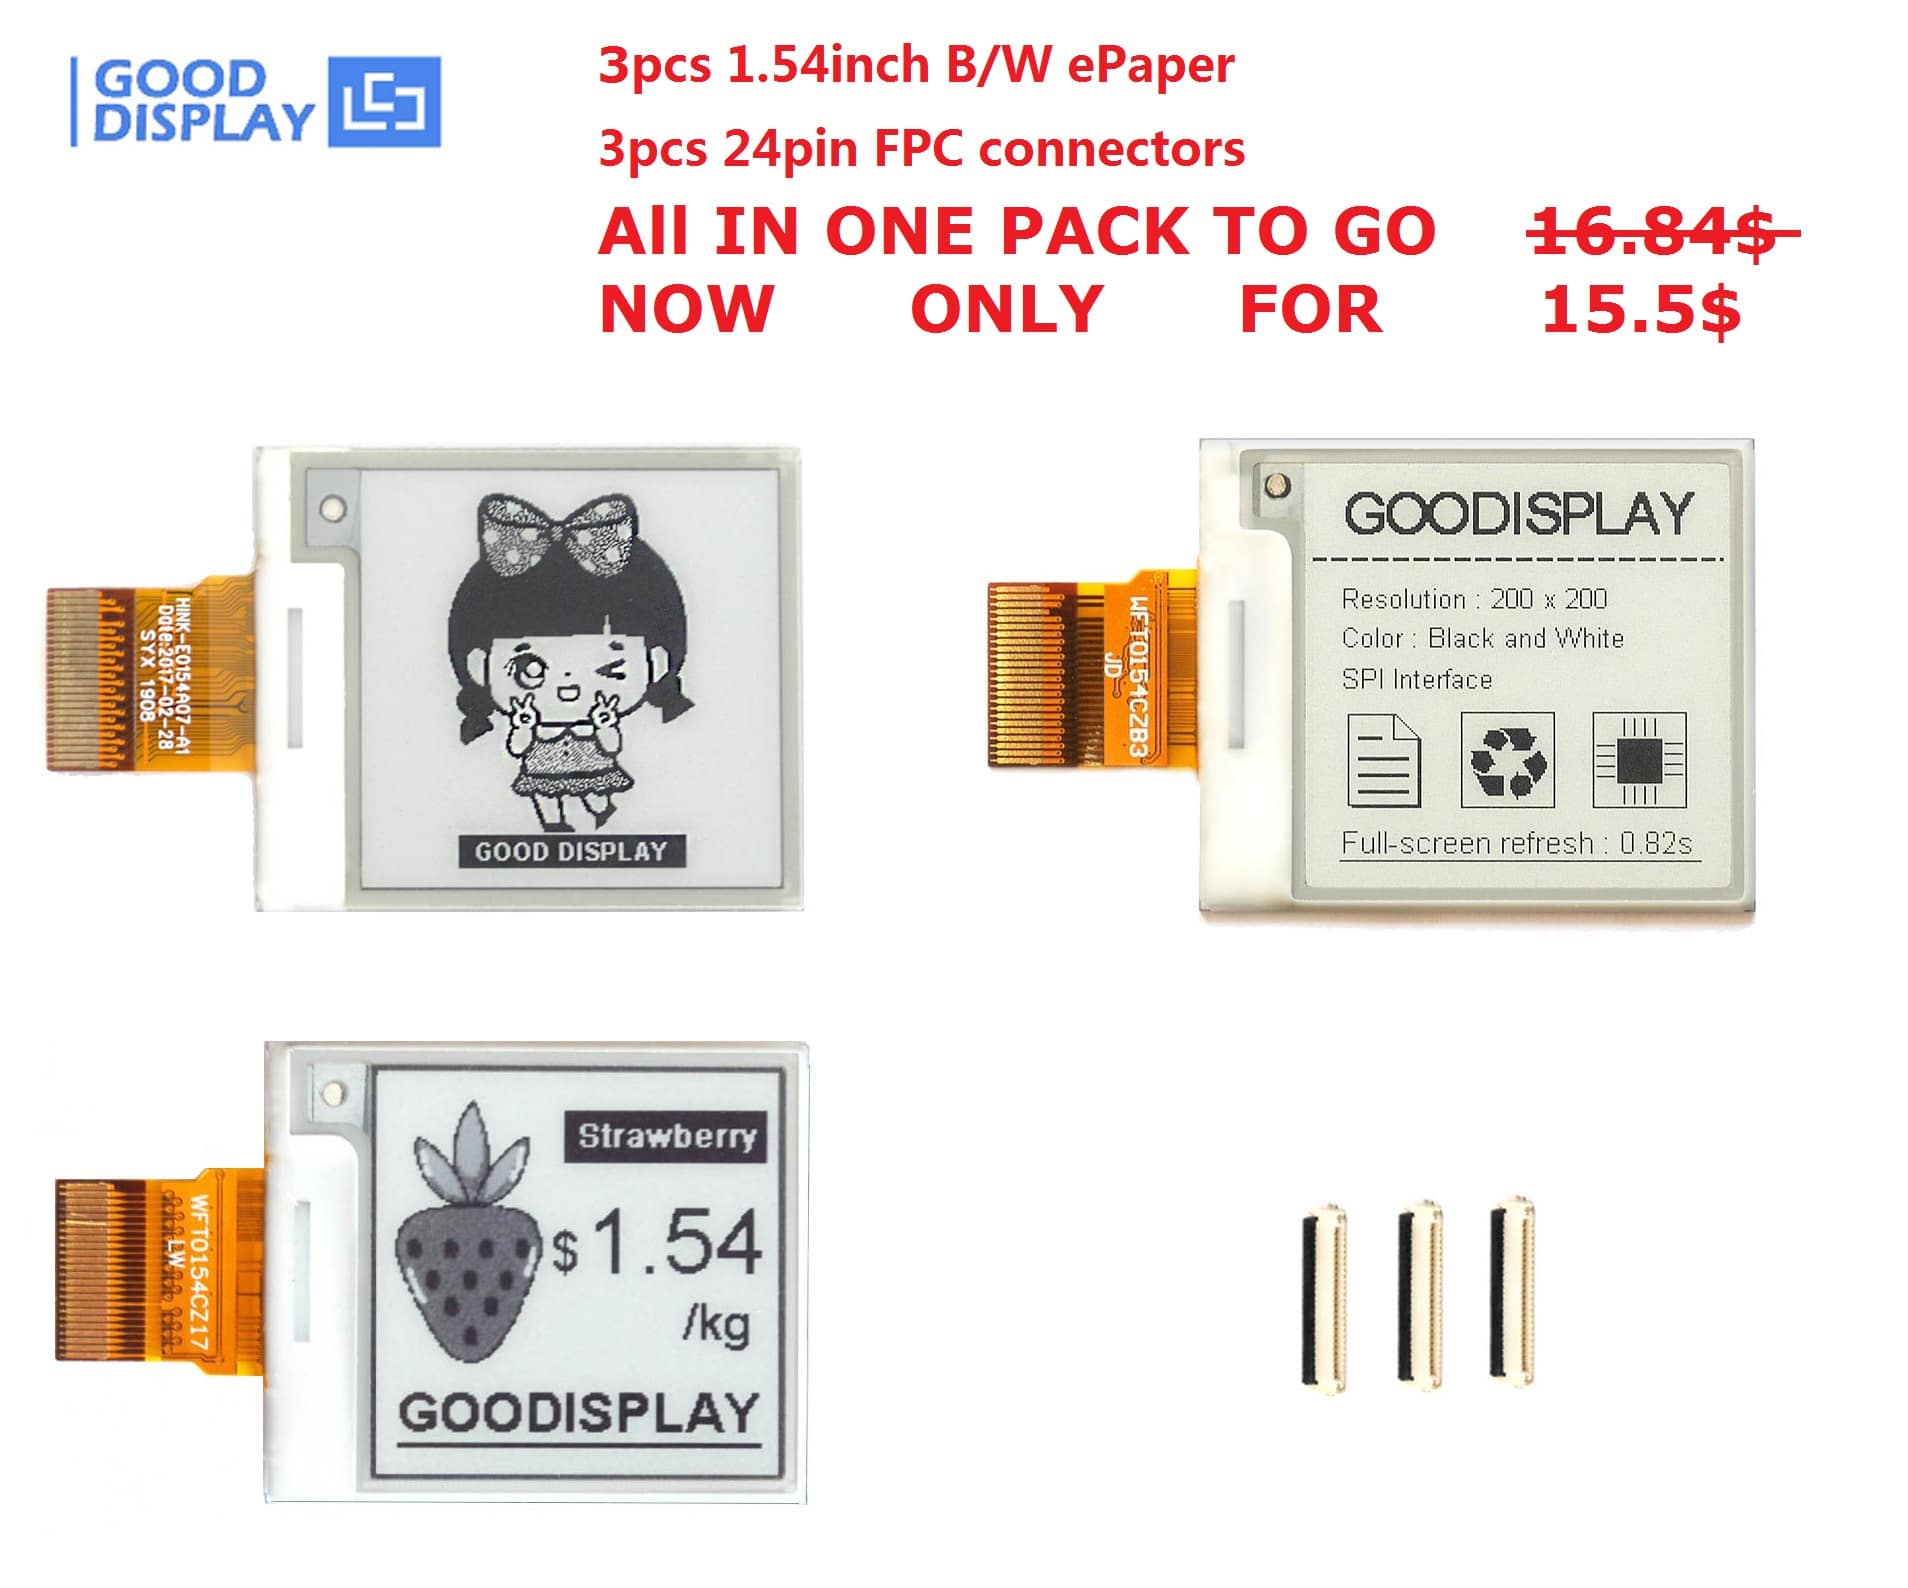 GOOD
DISPLAY
3pcs 1.54inch B/W ePaper
3pcs 24pin FPC connectors
All IN ONE PACK TO GO 16.84$
NOW ONLY FOR 15.5$
HINK-E0154A07-A1
Date:2017-02-28
SYX 1908
GOOD DISPLAY
WFT0154CZB3
JD
GOODISPLAY
Resolution : 200 x 200
Color : Black and White
SPI Interface
Full-screen refresh : 0.82s
WFT0154CZ17
LW
Strawberry
$1.54
/kg
GOODISPLAY